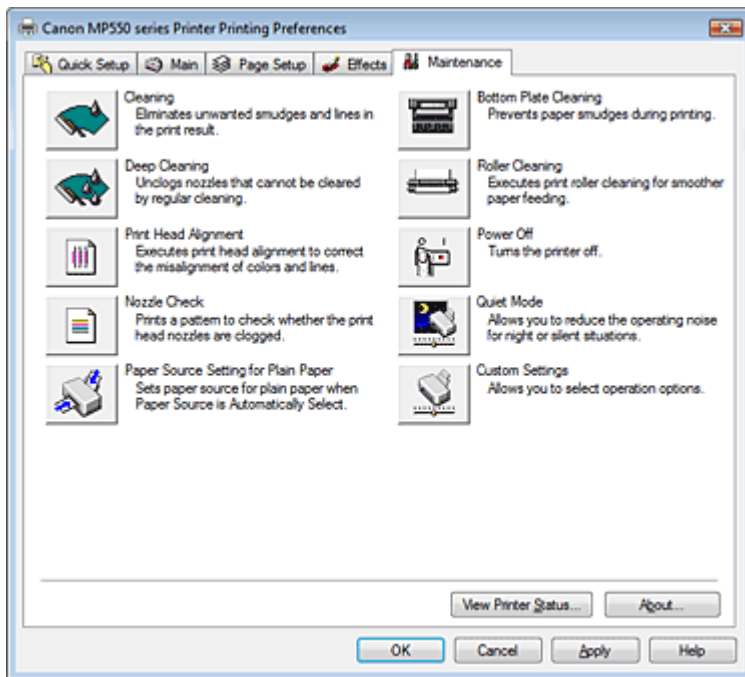 Canon MP550 series Printer Printing Preferences
Quick Setup Main Page Setup Effects Maintenance
Cleaning
Eliminates unwanted smudges and lines in
the print result.
Deep Cleaning
Unclogs nozzles that cannot be cleared
by regular cleaning.
Print Head Alignment
Executes print head alignment to correct
the misalignment of colors and lines.
Nozzle Check
Prints a pattern to check whether the print
head nozzles are clogged.
Paper Source Setting for Plain Paper
Sets paper source for plain paper when
Paper Source is Automatically Select.
Bottom Plate Cleaning
Prevents paper smudges during printing.
Roller Cleaning
Executes print roller cleaning for smoother
paper feeding.
Power Off
Turns the printer off.
Quiet Mode
Allows you to reduce the operating noise
for night or silent situations.
Custom Settings
Allows you to select operation options.
View Printer Status... About...
OK Cancel Apply Help